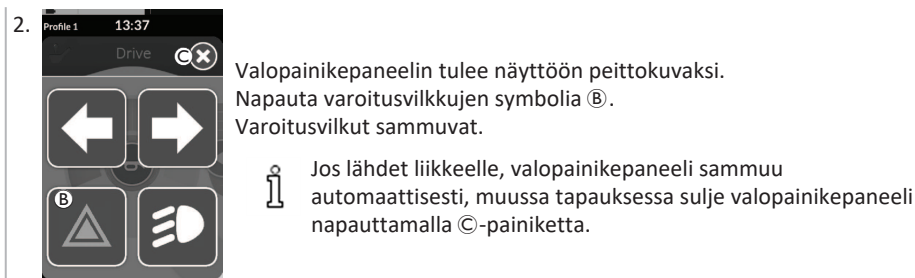 2.
Profile 1 13:37
Drive Ⓒ
Valopainikepaneelin tulee näyttöön peittokuvaksi.
Napauta varoitusvilkkujen symbolia Ⓑ.
Varoitusvilkut sammuvat.
Ⓑ
Jos lähdet liikkeelle, valopainikepaneeli sammuu
automaattisesti, muussa tapauksessa sulje valopainikepaneeli
napauttamalla Ⓒ-painiketta.